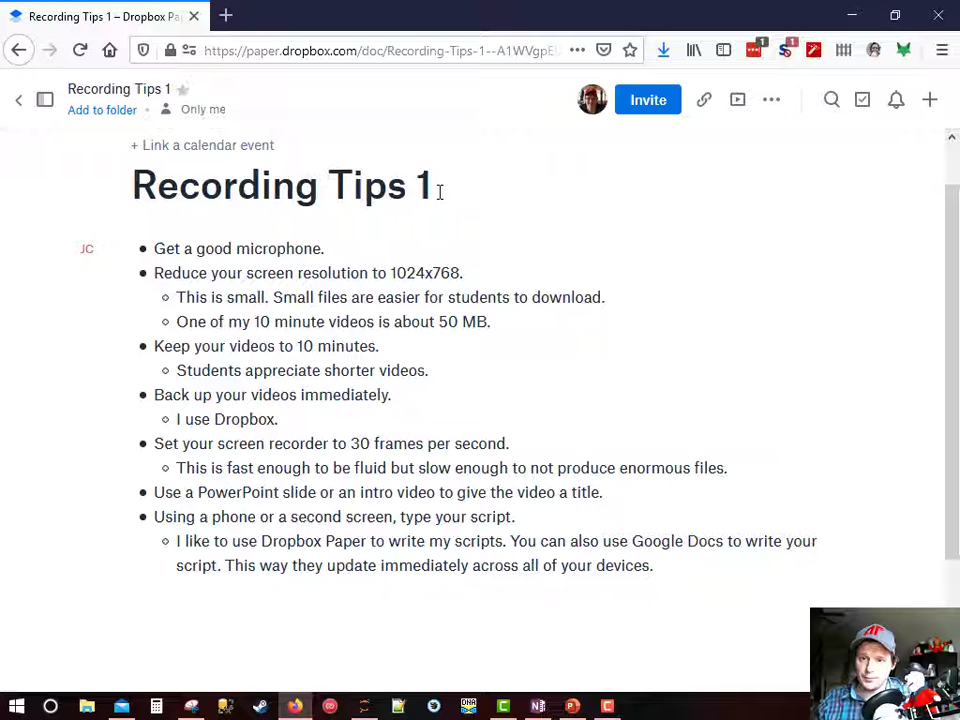 Recording Tips 1 – Dropbox Pa
https://paper.dropbox.com/doc/Recording-Tips-1--A1WVgpE
1
1
Recording Tips 1
Add to folder
Only me
Invite
+ Link a calendar event
Recording Tips 1
JC
Get a good microphone.
Reduce your screen resolution to 1024x768.
This is small. Small files are easier for students to download.
One of my 10 minute videos is about 50 MB.
Keep your videos to 10 minutes.
Students appreciate shorter videos.
Back up your videos immediately.
I use Dropbox.
Set your screen recorder to 30 frames per second.
This is fast enough to be fluid but slow enough to not produce enormous files.
Use a PowerPoint slide or an intro video to give the video a title.
Using a phone or a second screen, type your script.
I like to use Dropbox Paper to write my scripts. You can also use Google Docs to write your
script. This way they update immediately across all of your devices.
DNA